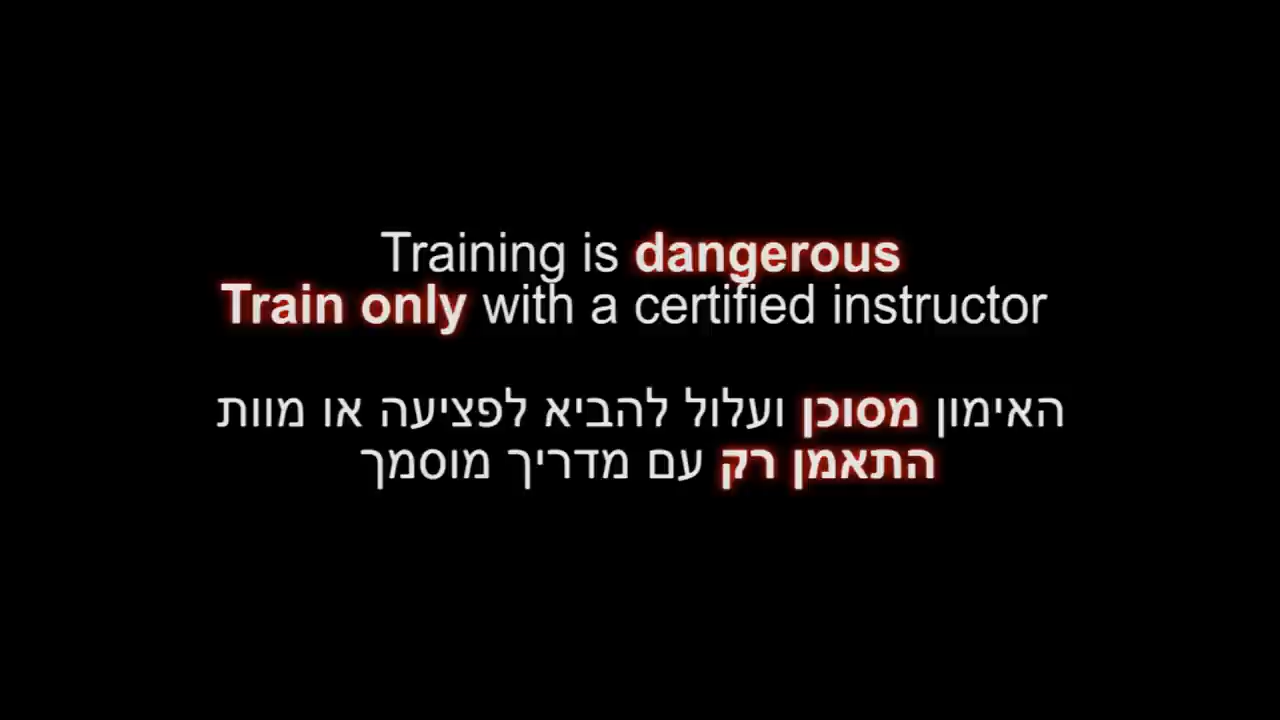 Training is dangerous
Train only with a certified instructor
האימון מסוכן ועלול להביא לפציעה או מוות
התאמן רק עם מדריך מוסמך